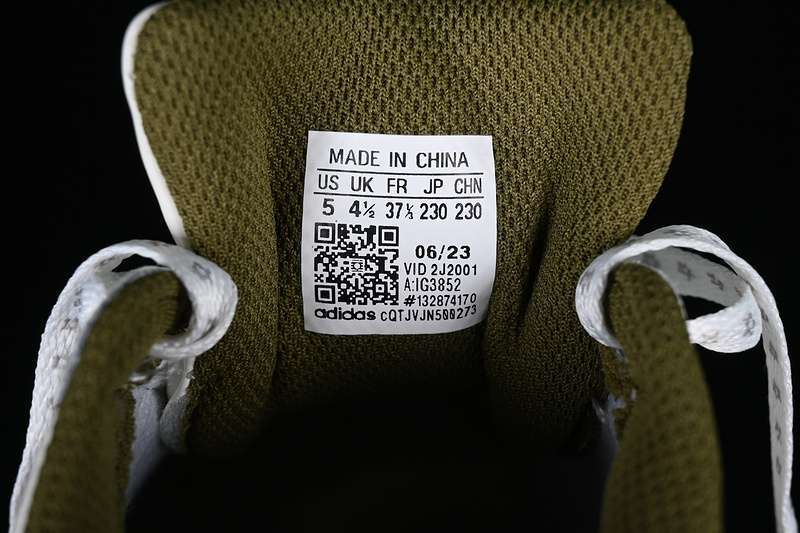 MADE IN CHINA
US UK FR JP CHN
5 4½ 37⅓ 230 230
06/23
VID 2J2001
A:IG3852
#132874170
adidas cQTJVJN500273